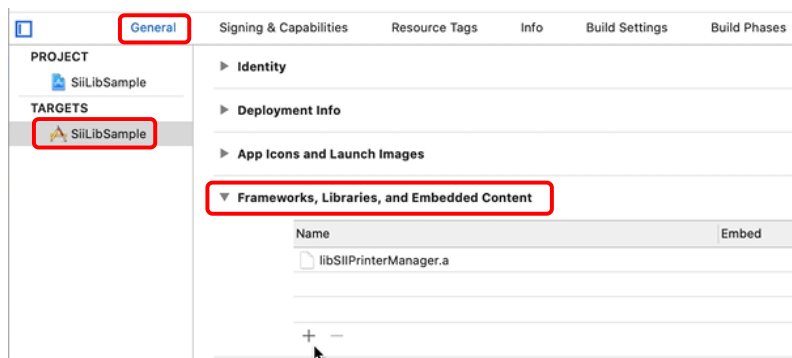 General Signing & Capabilities Resource Tags Info Build Settings Build Phases
PROJECT
SiiLibSample
TARGETS
SiiLibSample
Identity
Deployment Info
App Icons and Launch Images
Frameworks, Libraries, and Embedded Content
Name Embed
libSIIPrinterManager.a